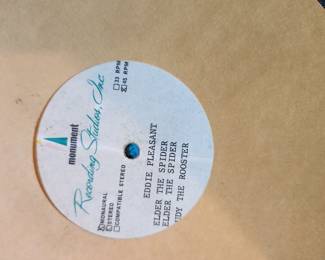 monument
Recording Studios, Inc
33 RPM
X 45 RPM
X MONAURAL
STEREO
COMPATIBLE STEREO
EDDIE PLEASANT
ELDER THE SPIDER
ELDER THE SPIDER
UDY THE ROOSTER